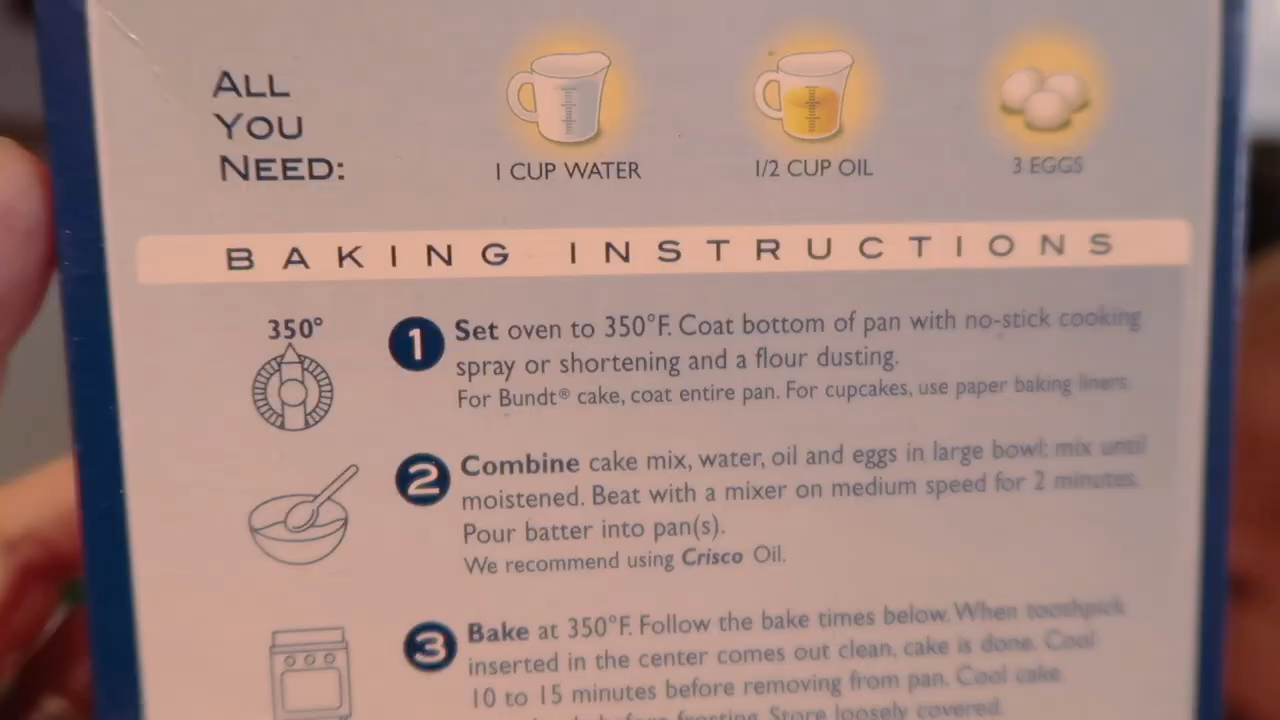 ALL
YOU
NEED:
1 CUP WATER
1/2 CUP OIL
3 EGGS
BAKING INSTRUCTIONS
350°
1 Set oven to 350°F. Coat bottom of pan with no-stick cooking
spray or shortening and a flour dusting.
For Bundt® cake, coat entire pan. For cupcakes, use paper baking liners.
2 Combine cake mix, water, oil and eggs in large bowl; mix until
moistened. Beat with a mixer on medium speed for 2 minutes.
Pour batter into pan(s).
We recommend using Crisco Oil.
3 Bake at 350°F. Follow the bake times below. When toothpick
inserted in the center comes out clean, cake is done. Cool
10 to 15 minutes before removing from pan. Cool cake
before frosting. Store loosely covered.